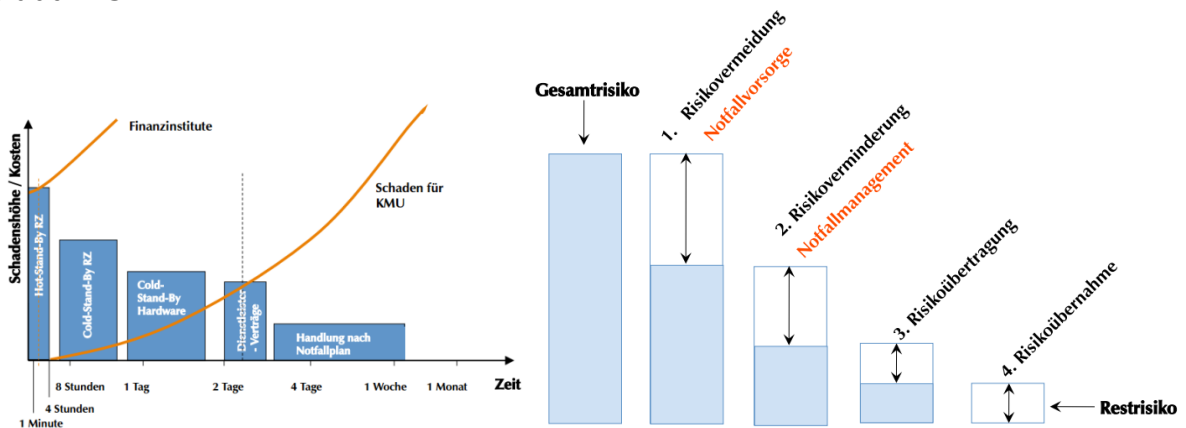 Schadenshöhe / Kosten
Finanzinstitute
Schaden für
KMU
Hot-Stand-By RZ
Cold-Stand-By RZ
Cold-
Stand-By
Hardware
Dienstleister
- Verträge
Handlung nach
Notfallplan
1 Minute
4 Stunden
8 Stunden
1 Tag
2 Tage
4 Tage
1 Woche
1 Monat
Zeit
Gesamtrisiko
1. Risikovermeidung
Notfallvorsorge
2. Risikoverminderung
Notfallmanagement
3. Risikoübertragung
4. Risikoübernahme
Restrisiko